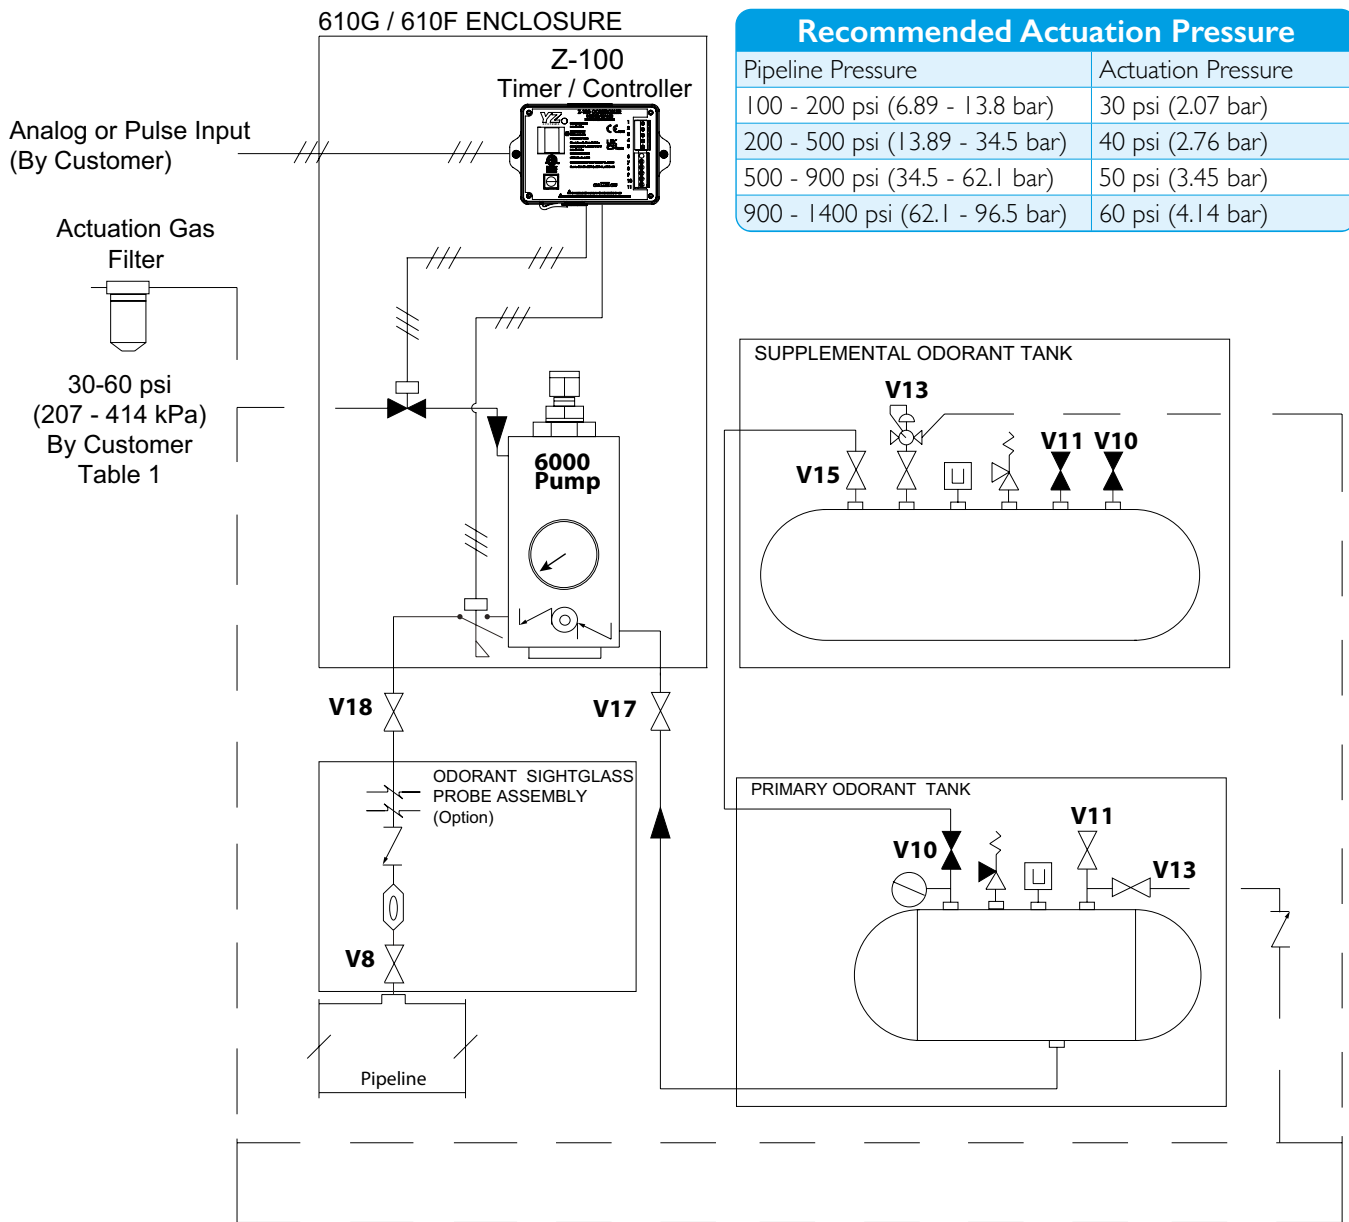 610G / 610F ENCLOSURE
Z-100
Timer / Controller
YZ
Analog or Pulse Input
(By Customer)
Actuation Gas
Filter
30-60 psi
(207 - 414 kPa)
By Customer
Table 1
6000
Pump
V18
V17
ODORANT SIGHTGLASS
PROBE ASSEMBLY
(Option)
V8
Pipeline
Recommended Actuation Pressure
Pipeline Pressure Actuation Pressure
100 - 200 psi (6.89 - 13.8 bar) 30 psi (2.07 bar)
200 - 500 psi (13.89 - 34.5 bar) 40 psi (2.76 bar)
500 - 900 psi (34.5 - 62.1 bar) 50 psi (3.45 bar)
900 - 1400 psi (62.1 - 96.5 bar) 60 psi (4.14 bar)
SUPPLEMENTAL ODORANT TANK
V13
V11 V10
V15
PRIMARY ODORANT TANK
V11
V10
V13